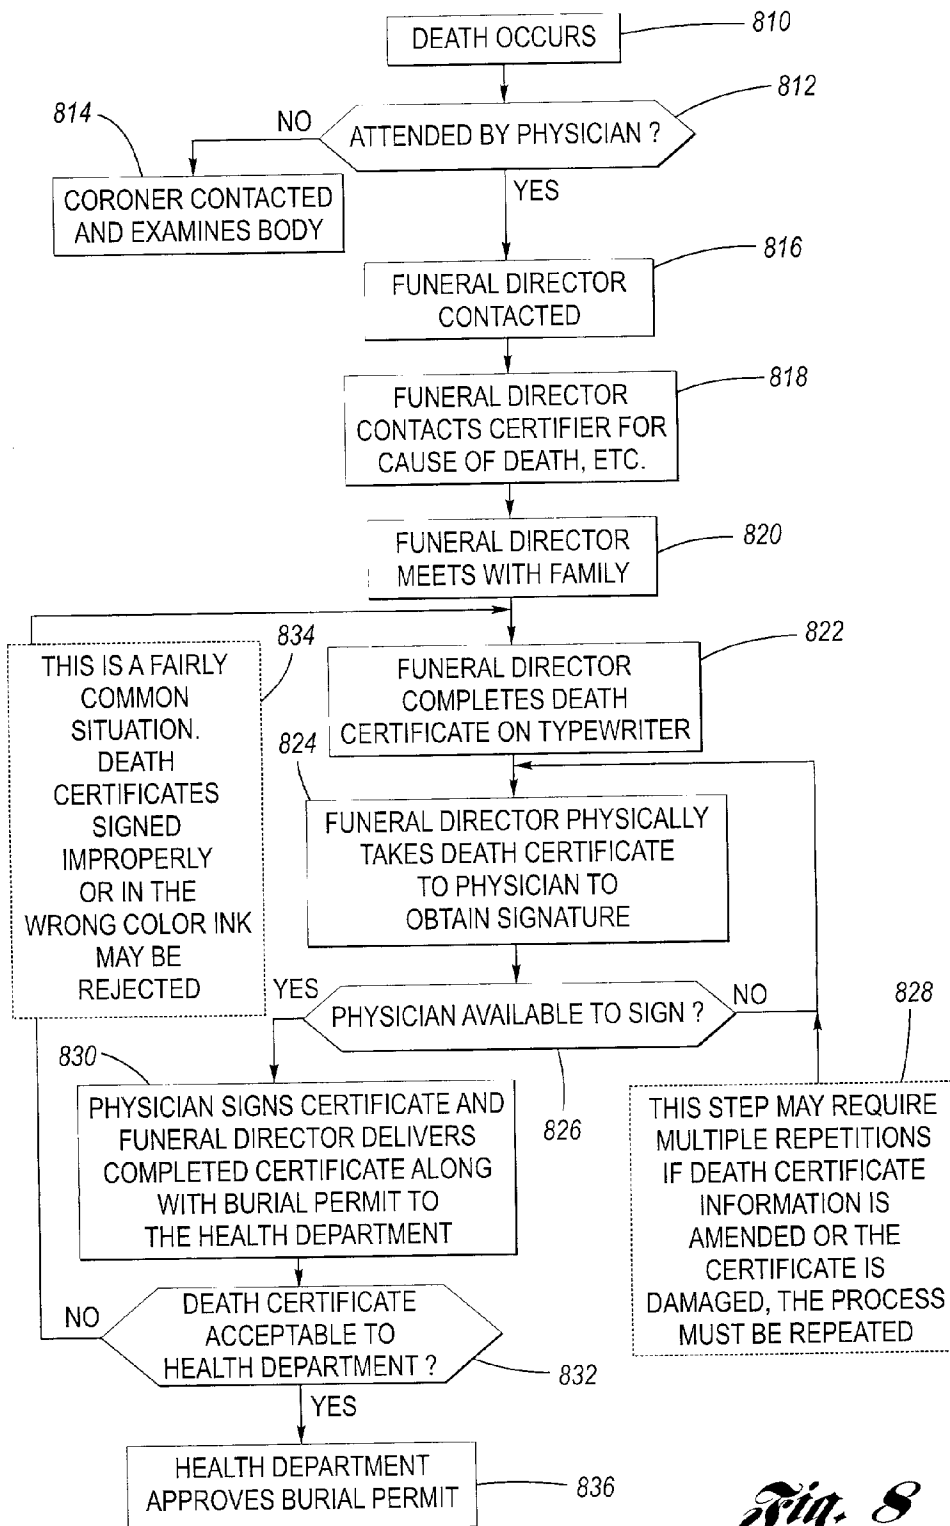 810
DEATH OCCURS
812
814
NO
ATTENDED BY PHYSICIAN ?
YES
CORONER CONTACTED
AND EXAMINES BODY
816
FUNERAL DIRECTOR
CONTACTED
818
FUNERAL DIRECTOR
CONTACTS CERTIFIER FOR
CAUSE OF DEATH, ETC.
820
FUNERAL DIRECTOR
MEETS WITH FAMILY
834
THIS IS A FAIRLY
COMMON
SITUATION.
DEATH
CERTIFICATES
SIGNED
IMPROPERLY
OR IN THE
WRONG COLOR INK
MAY BE
REJECTED
822
FUNERAL DIRECTOR
COMPLETES DEATH
CERTIFICATE ON TYPEWRITER
824
FUNERAL DIRECTOR PHYSICALLY
TAKES DEATH CERTIFICATE
TO PHYSICIAN TO
OBTAIN SIGNATURE
YES
PHYSICIAN AVAILABLE TO SIGN ?
NO
826
828
THIS STEP MAY REQUIRE
MULTIPLE REPETITIONS
IF DEATH CERTIFICATE
INFORMATION IS
AMENDED OR THE
CERTIFICATE IS
DAMAGED, THE PROCESS
MUST BE REPEATED
830
PHYSICIAN SIGNS CERTIFICATE AND
FUNERAL DIRECTOR DELIVERS
COMPLETED CERTIFICATE ALONG
WITH BURIAL PERMIT TO
THE HEALTH DEPARTMENT
NO
DEATH CERTIFICATE
ACCEPTABLE TO
HEALTH DEPARTMENT ?
832
YES
HEALTH DEPARTMENT
APPROVES BURIAL PERMIT
836
Fig. 8